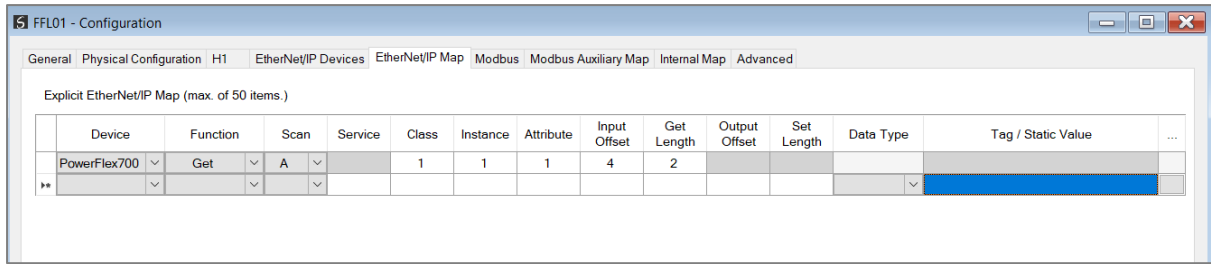 FFL01 - Configuration
General Physical Configuration H1 EtherNet/IP Devices EtherNet/IP Map Modbus Modbus Auxiliary Map Internal Map Advanced
Explicit EtherNet/IP Map (max. of 50 items.)
Device Function Scan Service Class Instance Attribute Input Offset Get Length Output Offset Set Length Data Type Tag / Static Value ...
PowerFlex700 Get A 1 1 1 4 2